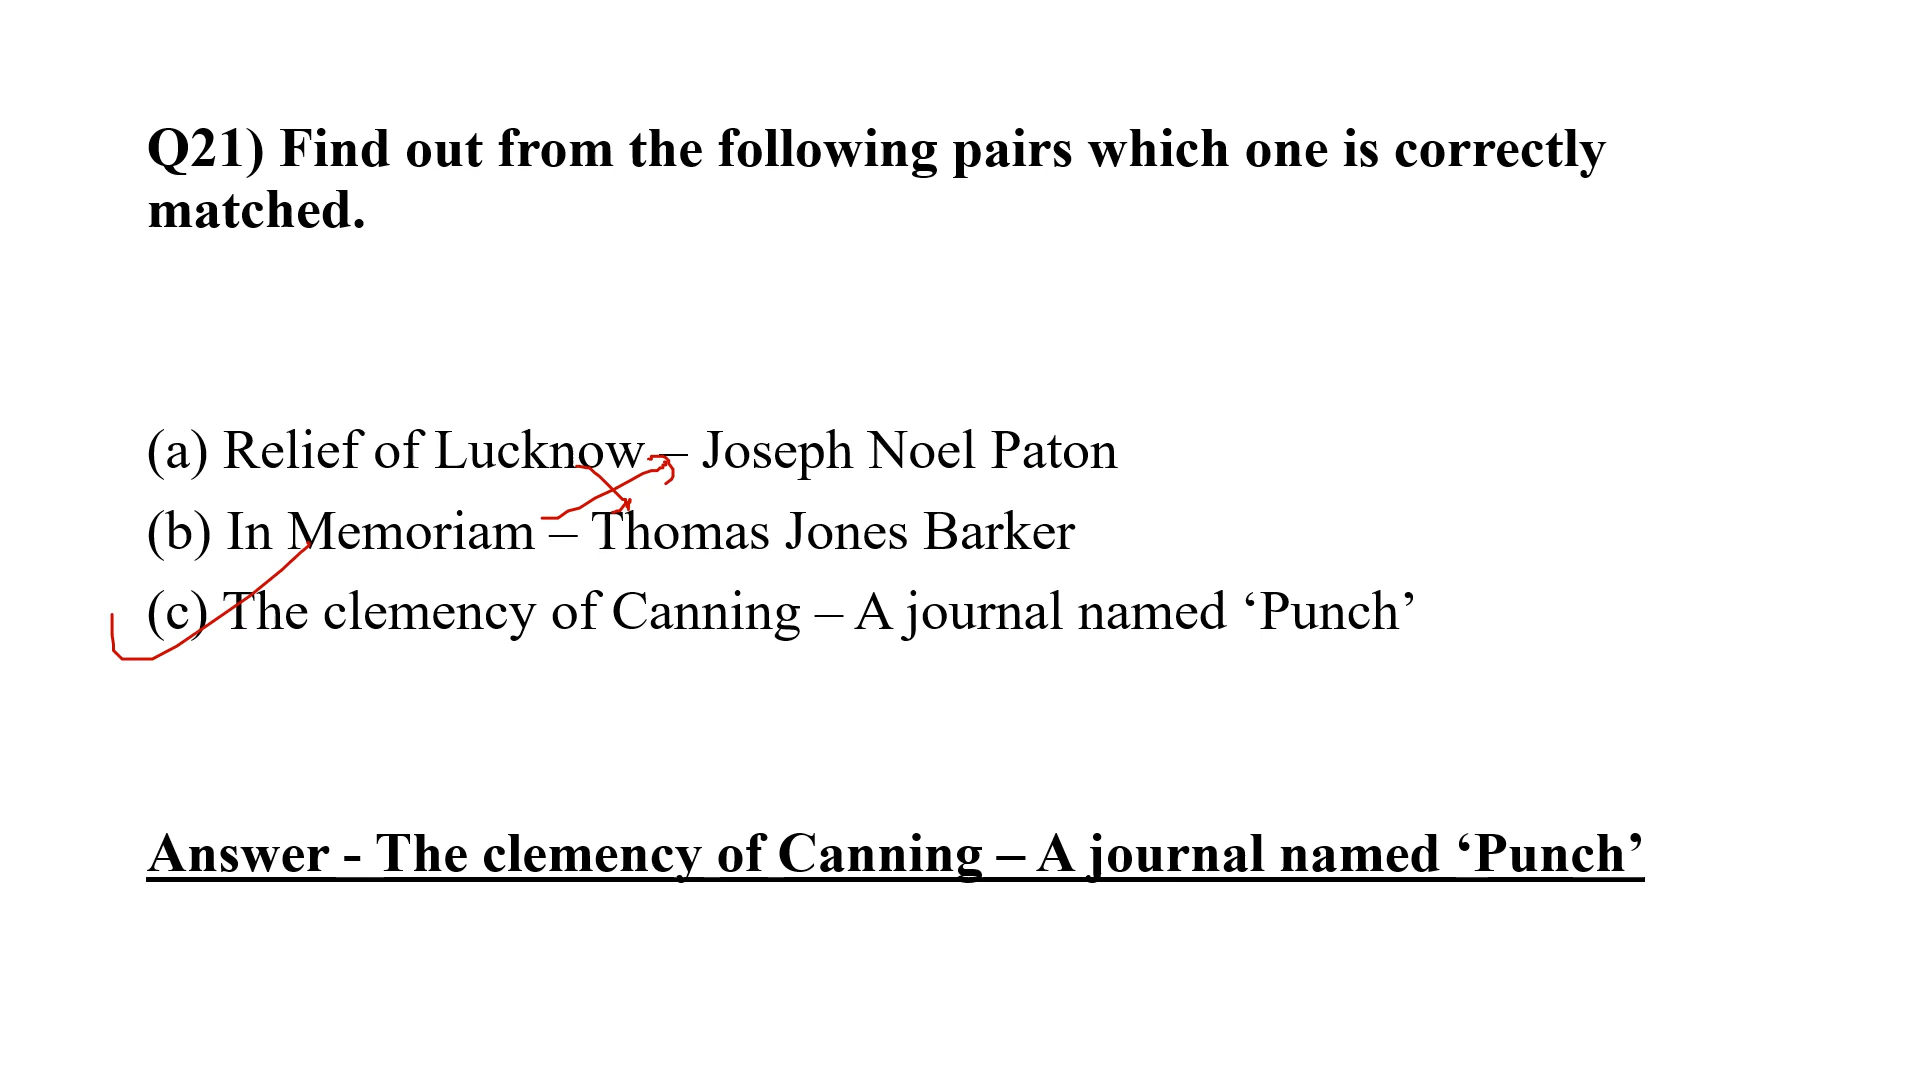 Q21) Find out from the following pairs which one is correctly
matched.
(a) Relief of Lucknow – Joseph Noel Paton
(b) In Memoriam – Thomas Jones Barker
(c) The clemency of Canning – A journal named ‘Punch’
Answer - The clemency of Canning – A journal named ‘Punch’